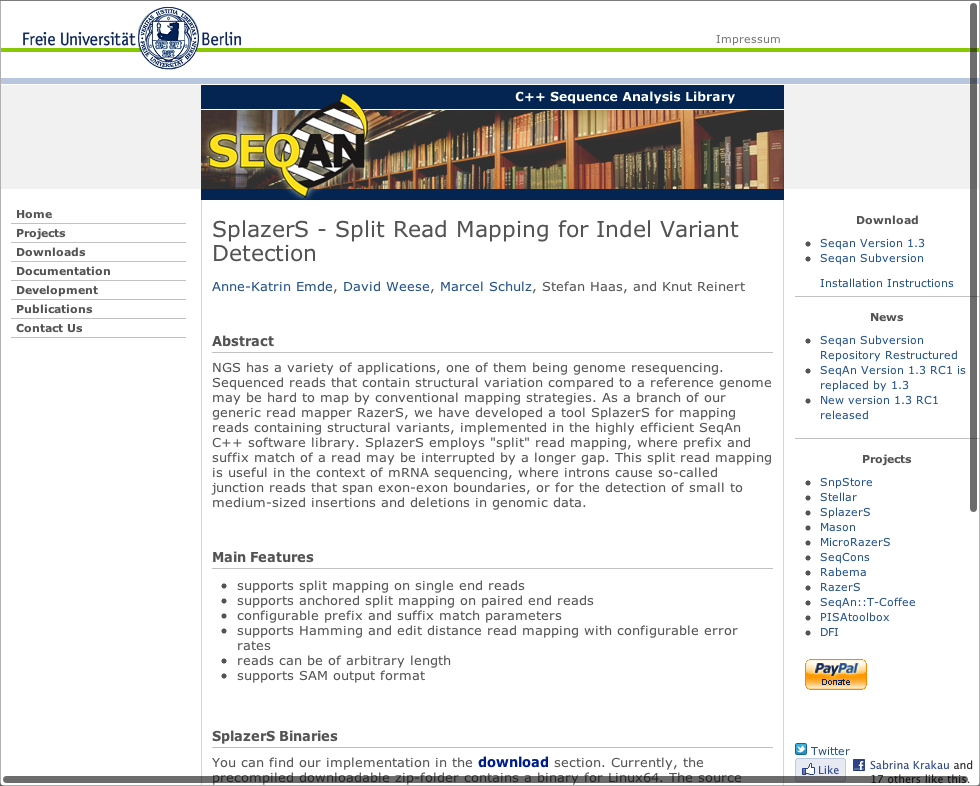 Freie Universität Berlin
Impressum
C++ Sequence Analysis Library
SEQAN
Home
Projects
Downloads
Documentation
Development
Publications
Contact Us
SplazerS - Split Read Mapping for Indel Variant
Detection
Anne-Katrin Emde, David Weese, Marcel Schulz, Stefan Haas, and Knut Reinert
Abstract
NGS has a variety of applications, one of them being genome resequencing.
Sequenced reads that contain structural variation compared to a reference genome
may be hard to map by conventional mapping strategies. As a branch of our
generic read mapper RazerS, we have developed a tool SplazerS for mapping
reads containing structural variants, implemented in the highly efficient SeqAn
C++ software library. SplazerS employs "split" read mapping, where prefix and
suffix match of a read may be interrupted by a longer gap. This split read mapping
is useful in the context of mRNA sequencing, where introns cause so-called
junction reads that span exon-exon boundaries, or for the detection of small to
medium-sized insertions and deletions in genomic data.
Main Features
supports split mapping on single end reads
supports anchored split mapping on paired end reads
configurable prefix and suffix match parameters
supports Hamming and edit distance read mapping with configurable error
rates
reads can be of arbitrary length
supports SAM output format
SplazerS Binaries
You can find our implementation in the download section. Currently, the
precompiled downloadable zip-folder contains a binary for Linux64. The source
Download
Seqan Version 1.3
Seqan Subversion
Installation Instructions
News
Seqan Subversion
Repository Restructured
SeqAn Version 1.3 RC1 is
replaced by 1.3
New version 1.3 RC1
released
Projects
SnpStore
Stellar
SplazerS
Mason
MicroRazerS
SeqCons
Rabema
RazerS
SeqAn::T-Coffee
PISAtoolbox
DFI
PayPal
Donate
Twitter
Like
Sabrina Krakau and
17 others like this.